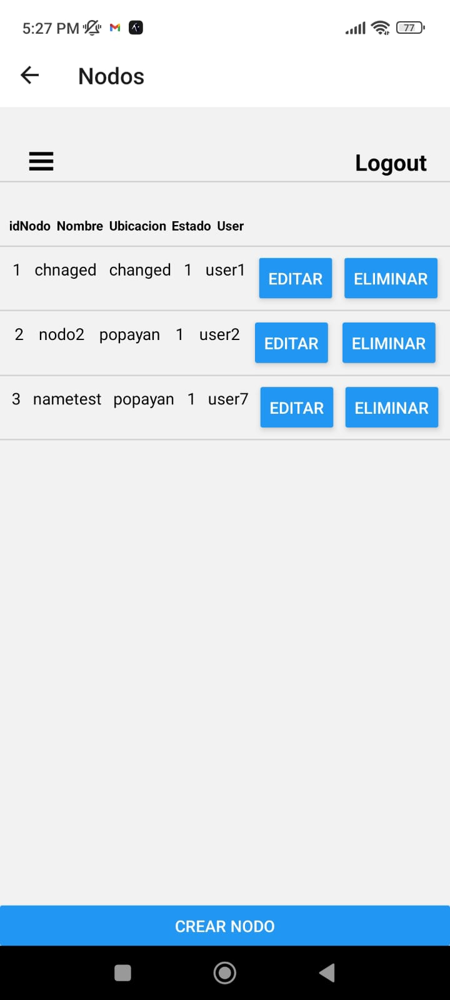 5:27 PM 77
Nodos
Logout
idNodo Nombre Ubicacion Estado User
1 chnaged changed 1 user1 EDITAR ELIMINAR
2 nodo2 popayan 1 user2 EDITAR ELIMINAR
3 nametest popayan 1 user7 EDITAR ELIMINAR
CREAR NODO